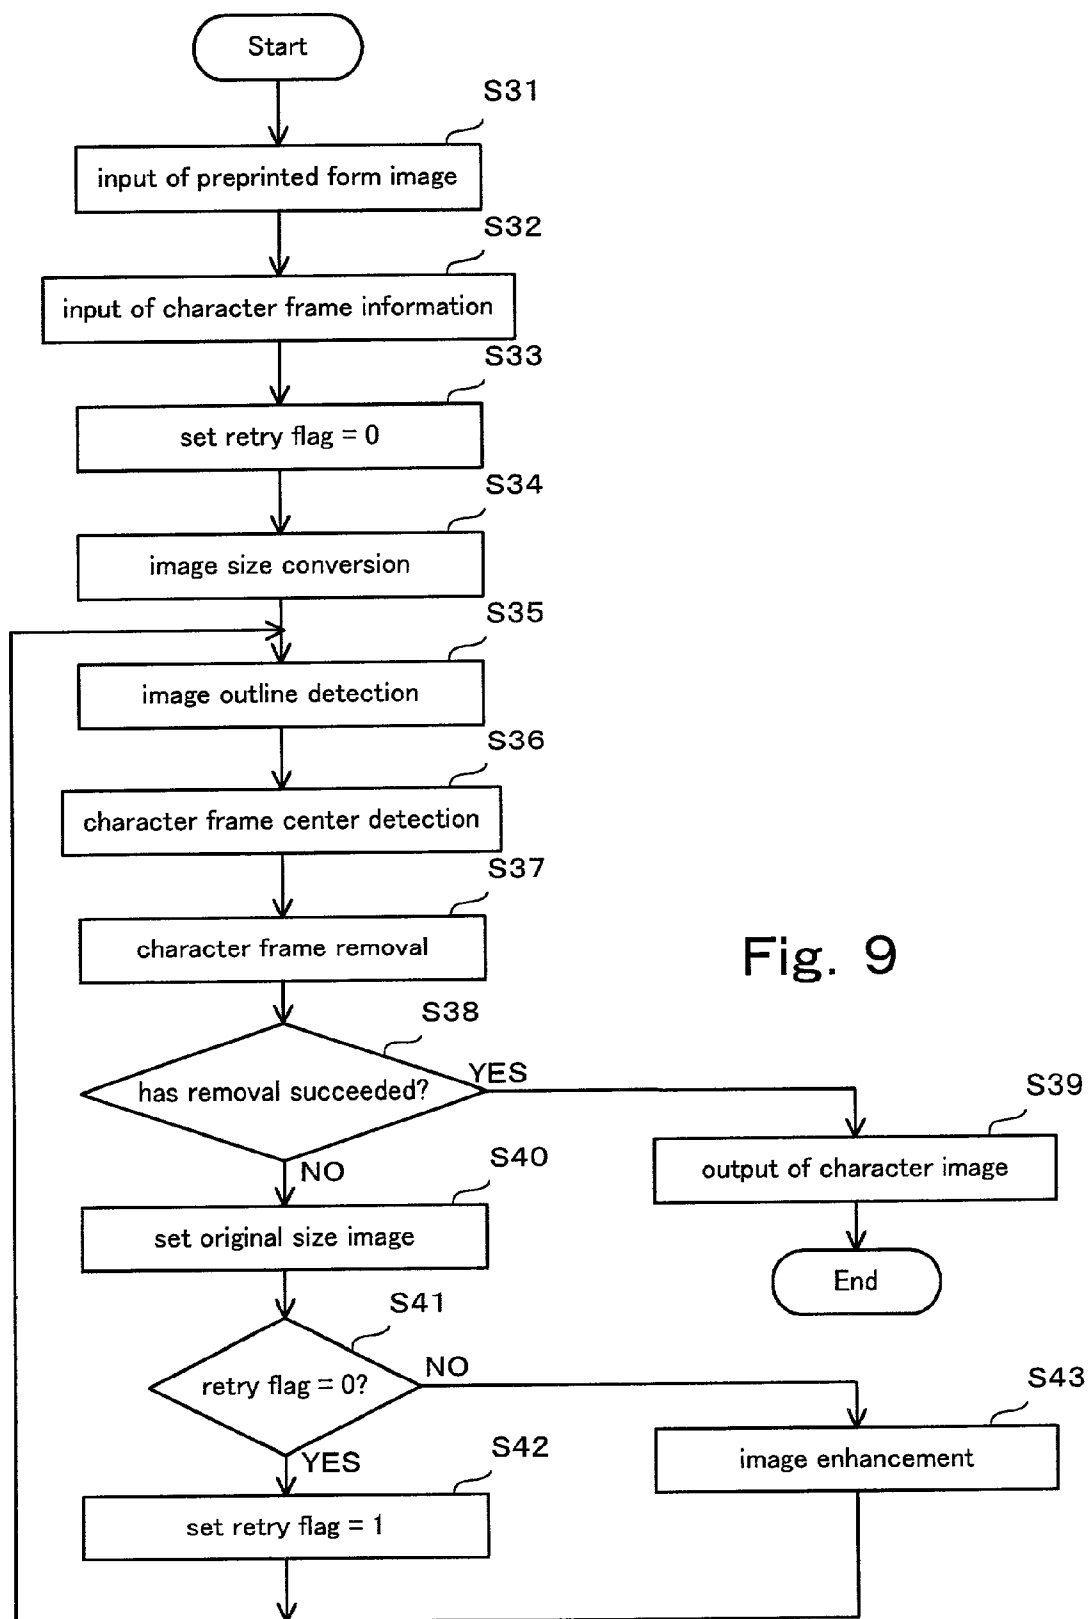 Start
S31
input of preprinted form image
S32
input of character frame information
S33
set retry flag = 0
S34
image size conversion
S35
image outline detection
S36
character frame center detection
S37
character frame removal
Fig. 9
S38
has removal succeeded?
YES
S39
output of character image
End
NO
S40
set original size image
S41
retry flag = 0?
NO
S43
image enhancement
YES
S42
set retry flag = 1